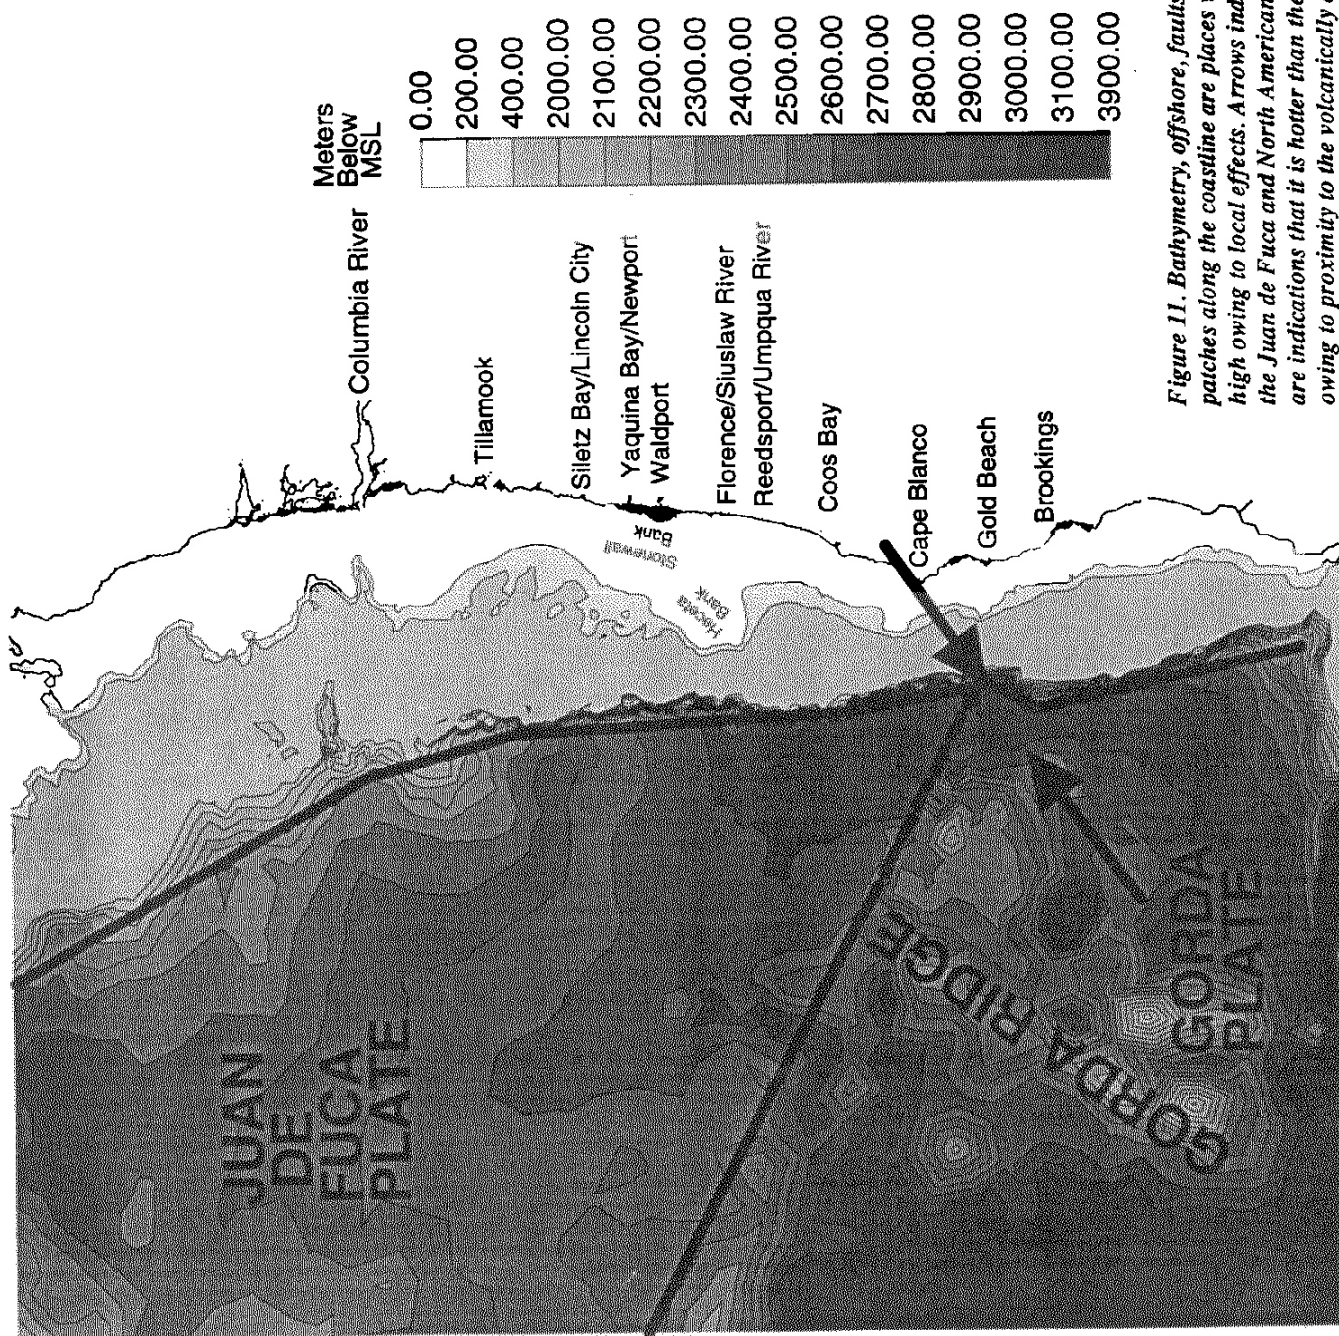 Meters
Below
MSL
0.00
200.00
400.00
2000.00
2100.00
2200.00
2300.00
2400.00
2500.00
2600.00
2700.00
2800.00
2900.00
3000.00
3100.00
3900.00
Columbia River
Tillamook
Siletz Bay/Lincoln City
Yaquina Bay/Newport
Waldport
Florence/Siuslaw River
Reedsport/Umpqua River
Coos Bay
Cape Blanco
Gold Beach
Brookings
Stonewall
Bank
Heceta
Bank
JUAN
DE
FUCA
PLATE
GORDA RIDGE
GORDA
PLATE
Figure 11. Bathymetry, offshore, faults
patches along the coastline are places
high owing to local effects. Arrows ind
the Juan de Fuca and North American
are indications that it is hotter than the
owing to proximity to the volcanically